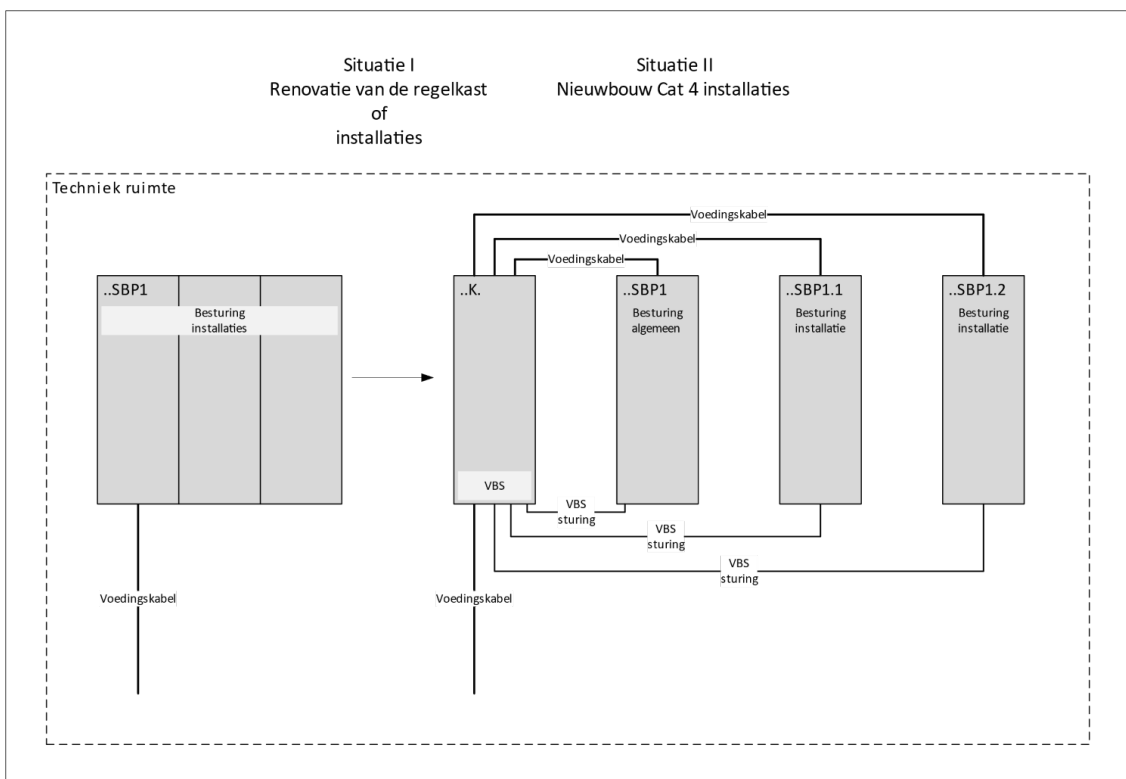 Situatie I
Renovatie van de regelkast
of
installaties
Situatie II
Nieuwbouw Cat 4 installaties
Techniek ruimte
Voedingskabel
Voedingskabel
Voedingskabel
..SBP1
Besturing
installaties
..K.
..SBP1
Besturing
algemeen
..SBP1.1
Besturing
installatie
..SBP1.2
Besturing
installatie
VBS
VBS
sturing
VBS
sturing
VBS
sturing
Voedingskabel
Voedingskabel